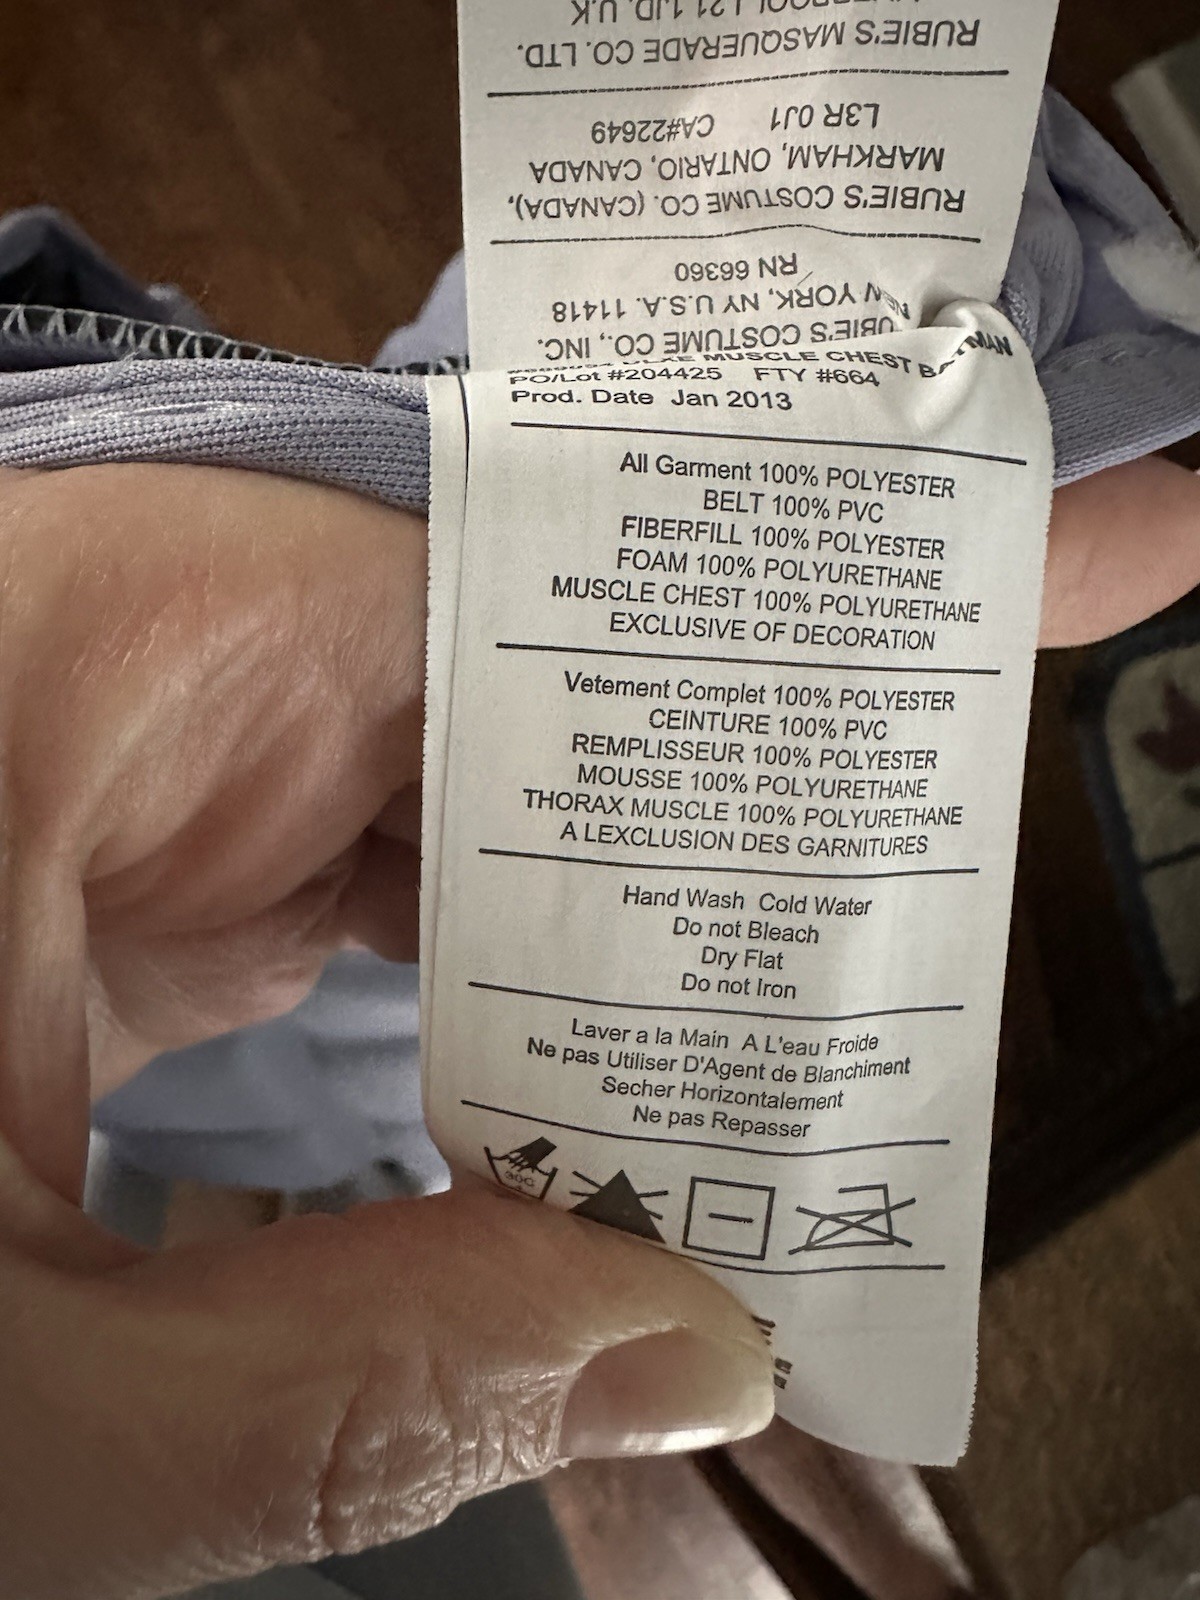 LIVERPOOL L21 1JD, U.K.
RUBIE'S MASQUERADE CO. LTD.
L3R 0J1 CA#22649
MARKHAM, ONTARIO, CANADA
RUBIE'S COSTUME CO. (CANADA),
RN 66360
NEW YORK, NY U.S.A. 11418
RUBIE'S COSTUME CO., INC.
MUSCLE CHEST BATMAN
PO/Lot #204425 FTY #664
Prod. Date Jan 2013
All Garment 100% POLYESTER
BELT 100% PVC
FIBERFILL 100% POLYESTER
FOAM 100% POLYURETHANE
MUSCLE CHEST 100% POLYURETHANE
EXCLUSIVE OF DECORATION
Vetement Complet 100% POLYESTER
CEINTURE 100% PVC
REMPLISSEUR 100% POLYESTER
MOUSSE 100% POLYURETHANE
THORAX MUSCLE 100% POLYURETHANE
A LEXCLUSION DES GARNITURES
Hand Wash Cold Water
Do not Bleach
Dry Flat
Do not Iron
Laver a la Main A L'eau Froide
Ne pas Utiliser D'Agent de Blanchiment
Secher Horizontalement
Ne pas Repasser
30C